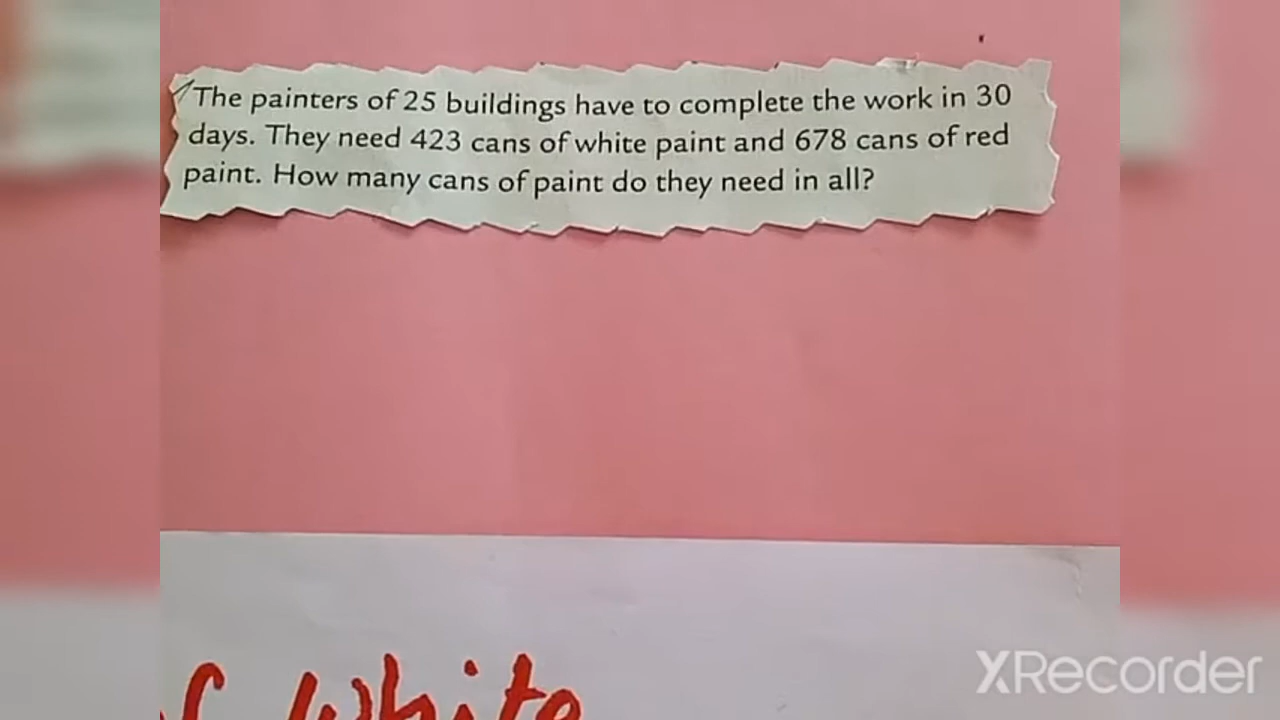 The painters of 25 buildings have to complete the work in 30
days. They need 423 cans of white paint and 678 cans of red
paint. How many cans of paint do they need in all?
white
XRecorder